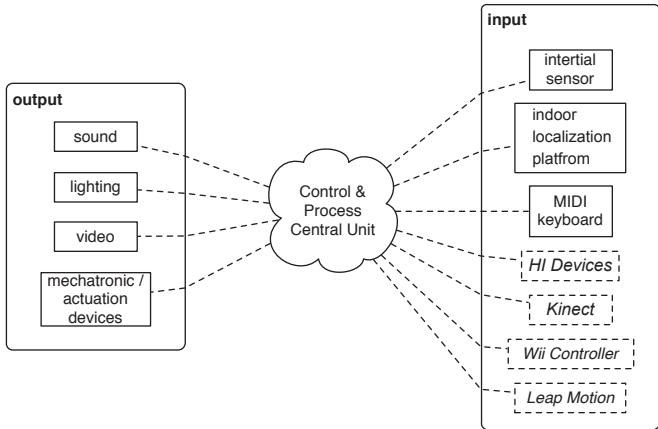 output
sound
lighting
video
mechatronic /
actuation
devices
Control &
Process
Central Unit
input
intertial
sensor
indoor
localization
platfrom
MIDI
keyboard
HI Devices
Kinect
Wii Controller
Leap Motion